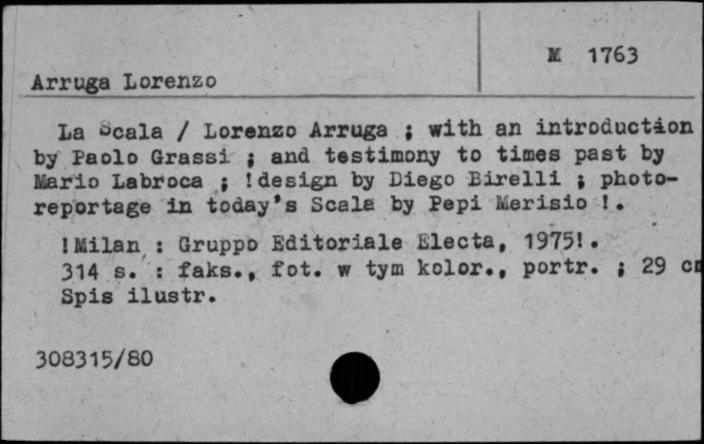 M 1763
Arruga Lorenzo
La Scala / Lorenzo Arruga ; with an introduction
by Paolo Grassi ; and testimony to times past by
Mario Labroca ; !design by Diego Birelli ; photo-
reportage in today's Scala by Pepi Merisio !.
!Milan : Gruppo Editoriale Electa, 1975!.
314 s. : faks., fot. w tym kolor., portr. ; 29 cm
Spis ilustr.
308315/80